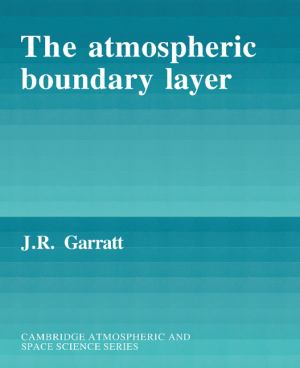 The atmospheric
boundary layer
J.R. Garratt
CAMBRIDGE ATMOSPHERIC AND
SPACE SCIENCE SERIES